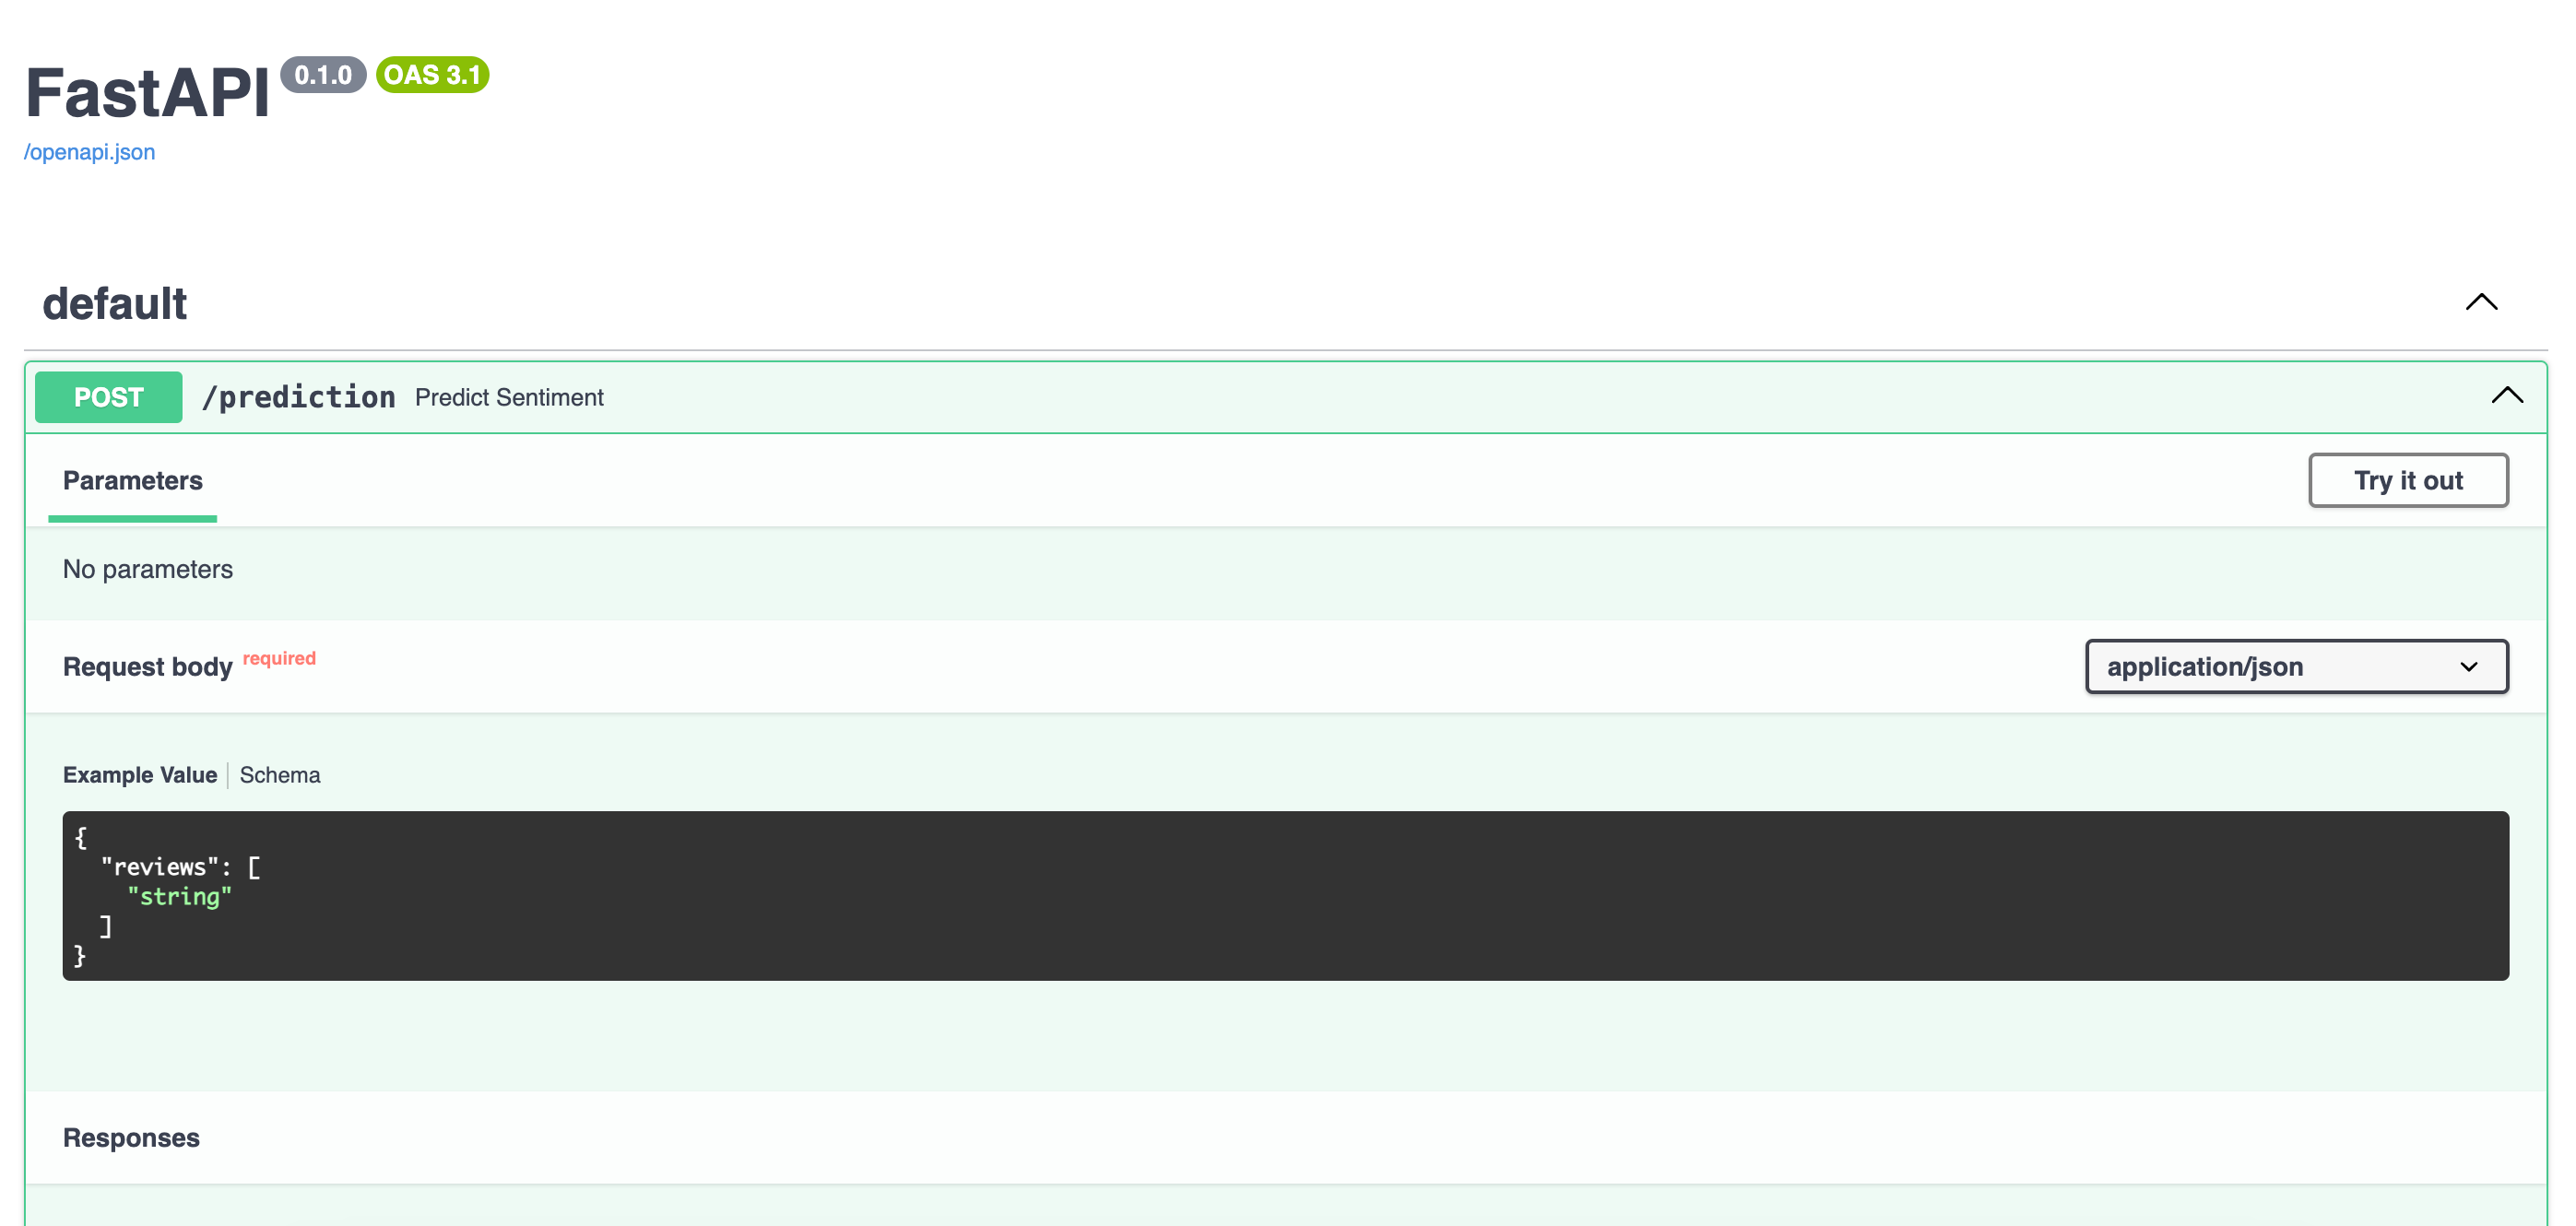 FastAPI 0.1.0 OAS 3.1
/openapi.json
default
POST /prediction Predict Sentiment
Parameters
Try it out
No parameters
Request body required
application/json
Example Value | Schema
{
  "reviews": [
    "string"
  ]
}
Responses